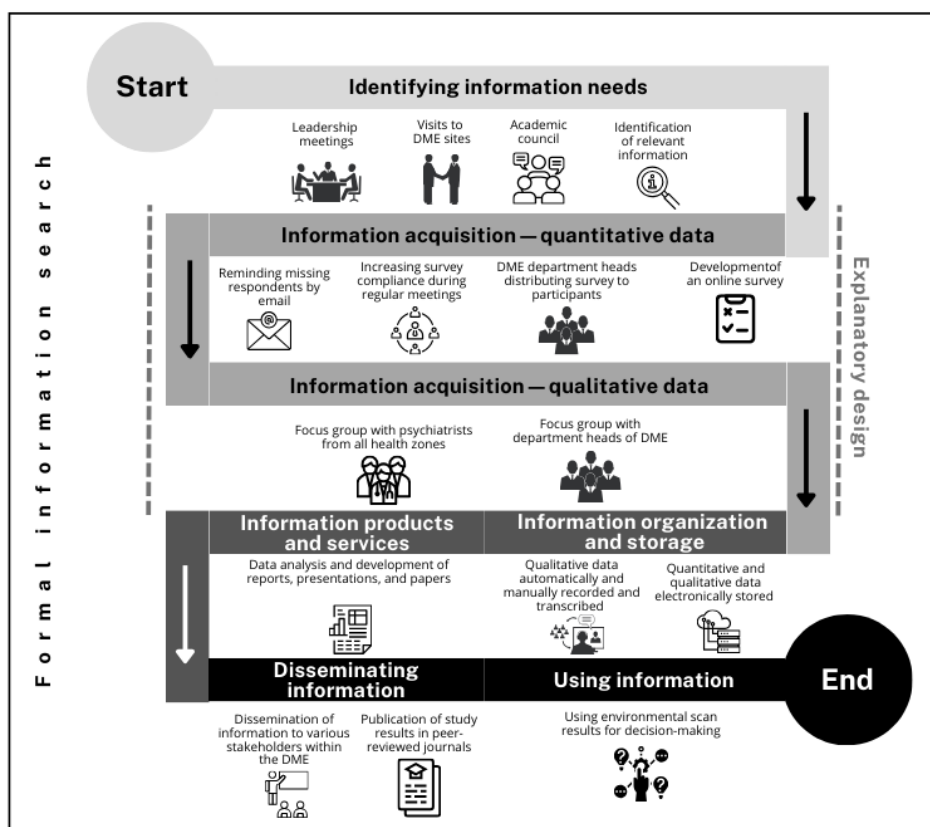 Start
Identifying information needs
Leadership
meetings
Visits to
DME sites
Academic
council
Identification
of relevant
information
Formal information search
Information acquisition — quantitative data
Reminding missing
respondents by
email
Increasing survey
compliance during
regular meetings
DME department heads
distributing survey to
participants
Developmentof
an online survey
Explanatory design
Information acquisition — qualitative data
Focus group with psychiatrists
from all health zones
Focus group with
department heads of DME
Information products
and services
Information organization
and storage
Data analysis and development of
reports, presentations, and papers
Qualitative data
automatically and
manually recorded and
transcribed
Quantitative and
qualitative data
electronically stored
Disseminating
information
Using information
End
Dissemination of
information to various
stakeholders within
the DME
Publication of study
results in peer-
reviewed journals
Using environmental scan
results for decision-making